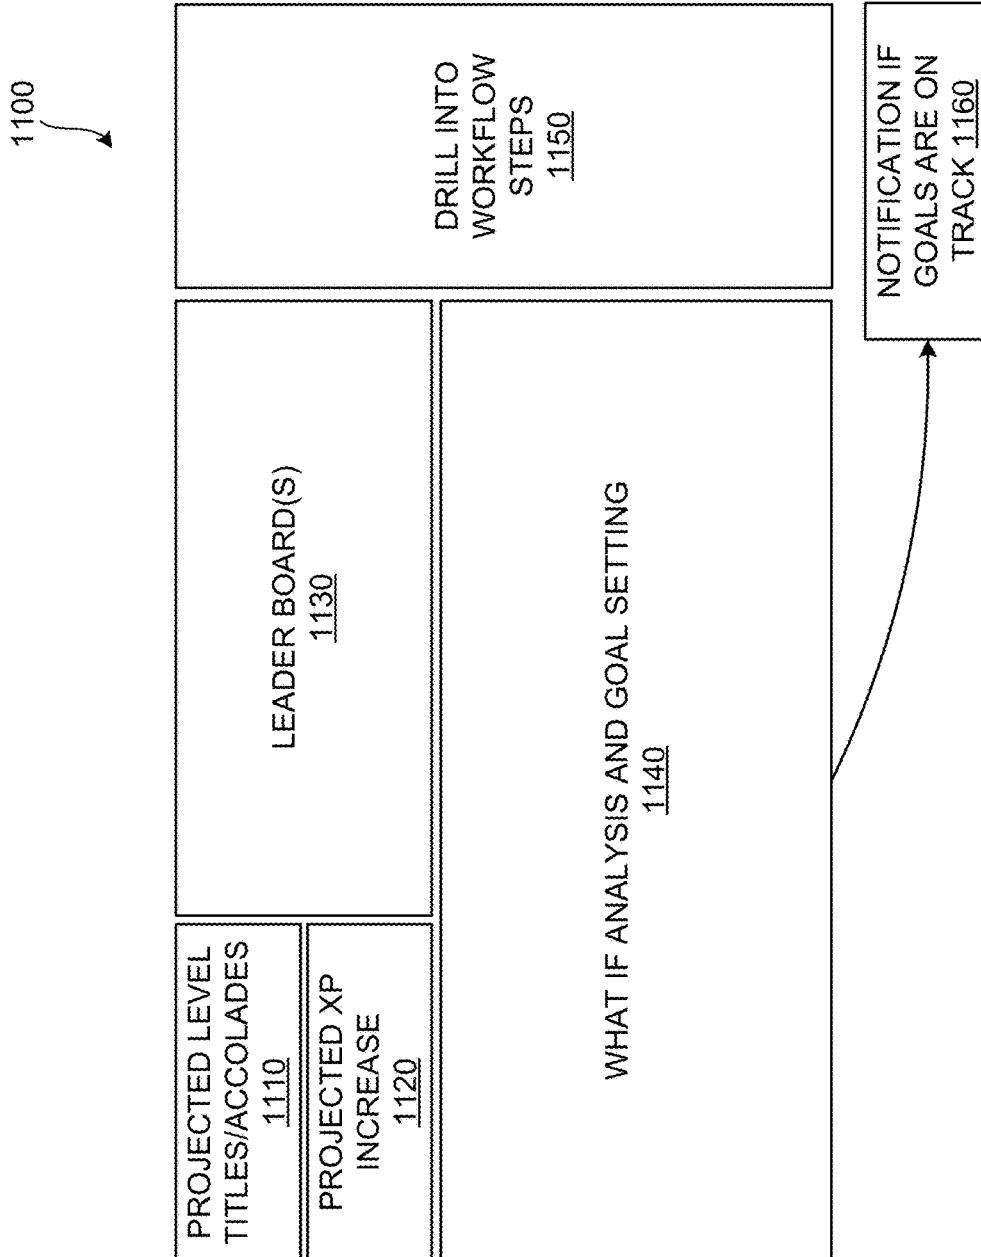 1100
PROJECTED LEVEL
TITLES/ACCOLADES
1110
PROJECTED XP
INCREASE
1120
LEADER BOARD(S)
1130
WHAT IF ANALYSIS AND GOAL SETTING
1140
DRILL INTO
WORKFLOW
STEPS
1150
NOTIFICATION IF
GOALS ARE ON
TRACK 1160